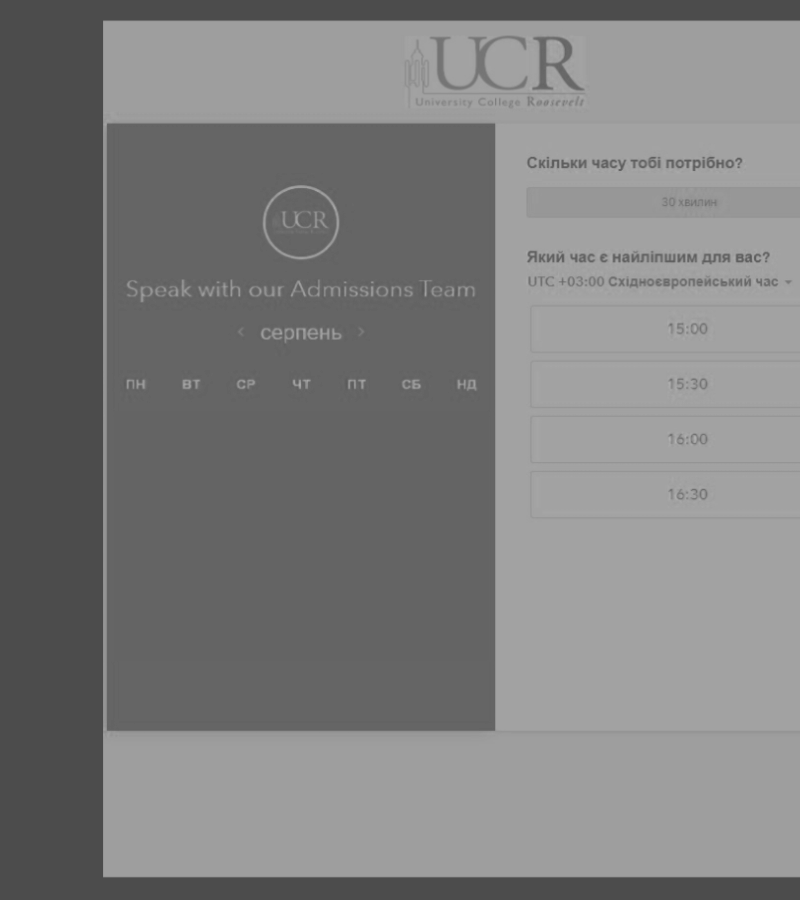 UCR
University College Roosevelt
UCR
Speak with our Admissions Team
‹ серпень ›
ПН ВТ СР ЧТ ПТ СБ НД
Скільки часу тобі потрібно?
30 хвилин
Який час є найліпшим для вас?
UTC +03:00 Східноєвропейський час
15:00
15:30
16:00
16:30